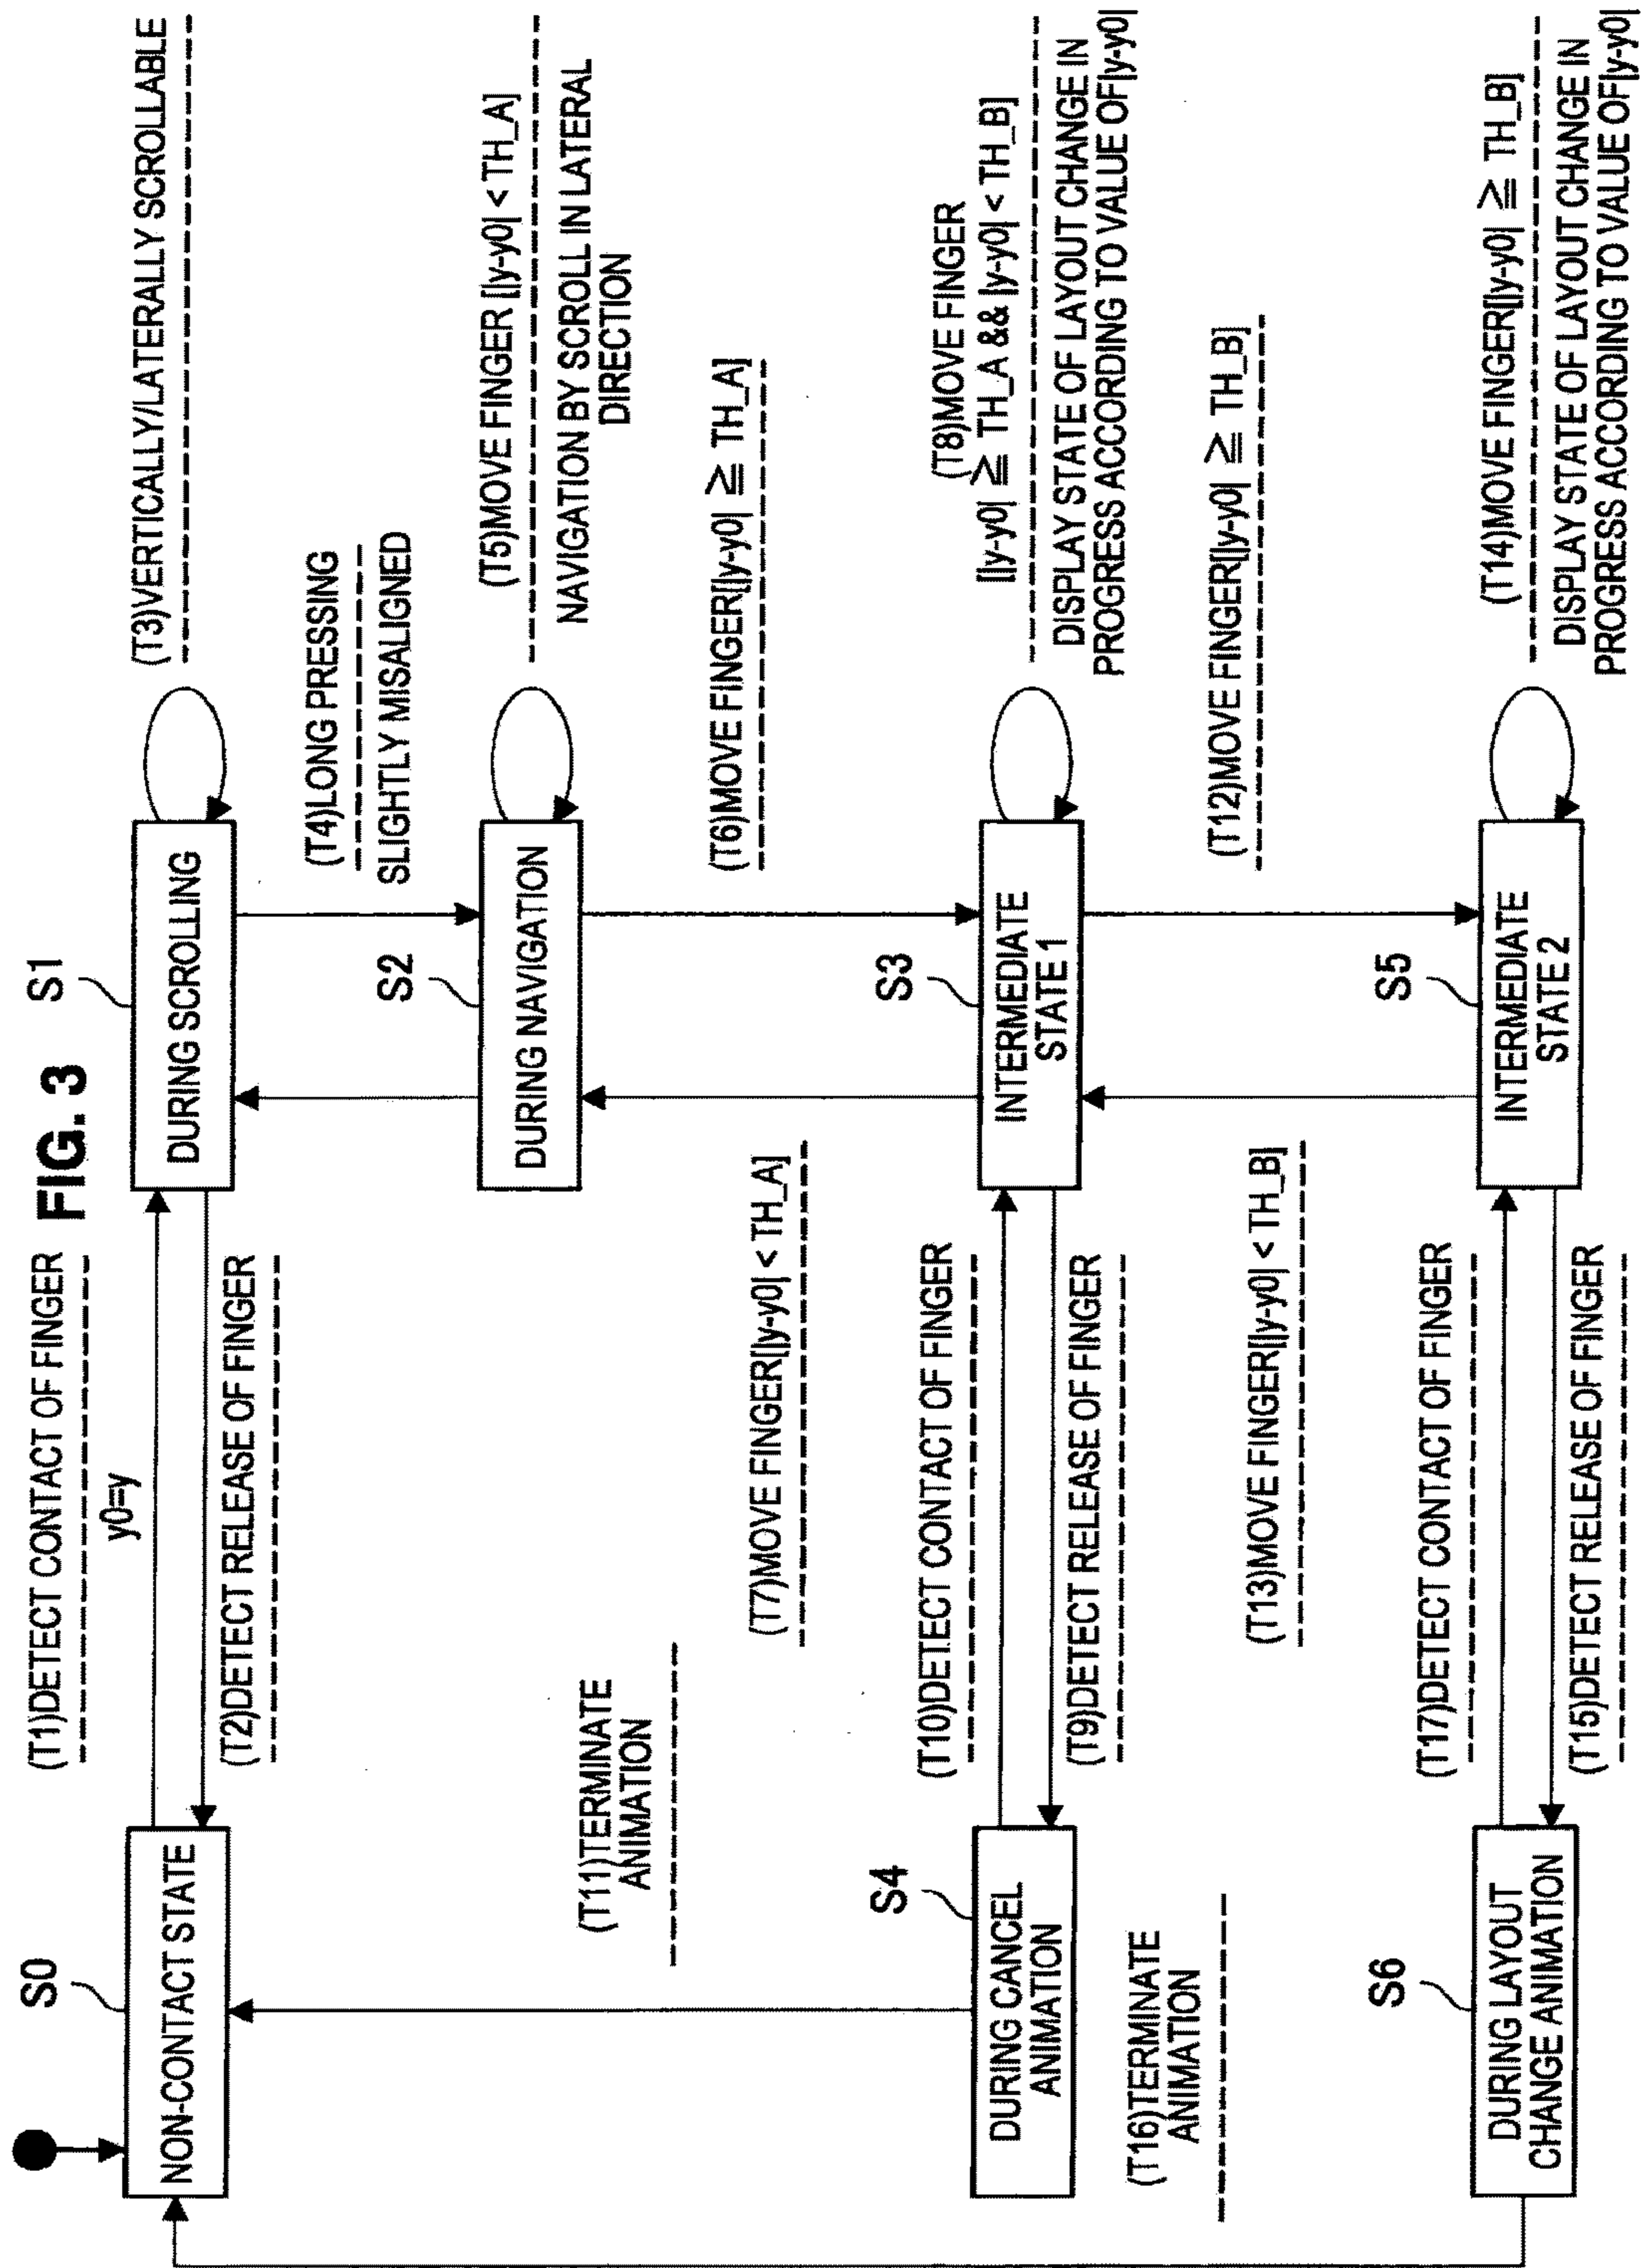 FIG. 3
(T1)DETECT CONTACT OF FINGER
y0=y
(T2)DETECT RELEASE OF FINGER
S0
NON-CONTACT STATE
S1
DURING SCROLLING
(T3)VERTICALLY/LATERALLY SCROLLABLE
(T4)LONG PRESSING
SLIGHTLY MISALIGNED
S2
DURING NAVIGATION
(T5)MOVE FINGER [|y-y0| < TH_A]
NAVIGATION BY SCROLL IN LATERAL
DIRECTION
(T11)TERMINATE
ANIMATION
(T7)MOVE FINGER[|y-y0| < TH_A]
(T6)MOVE FINGER[|y-y0| ≧ TH_A]
S4
DURING CANCEL
ANIMATION
(T10)DETECT CONTACT OF FINGER
(T9)DETECT RELEASE OF FINGER
S3
INTERMEDIATE
STATE 1
(T8)MOVE FINGER
[|y-y0| ≧ TH_A && |y-y0| < TH_B]
DISPLAY STATE OF LAYOUT CHANGE IN
PROGRESS ACCORDING TO VALUE OF|y-y0|
(T16)TERMINATE
ANIMATION
(T13)MOVE FINGER[|y-y0| < TH_B]
(T12)MOVE FINGER[|y-y0| ≧ TH_B]
S6
DURING LAYOUT
CHANGE ANIMATION
(T17)DETECT CONTACT OF FINGER
(T15)DETECT RELEASE OF FINGER
S5
INTERMEDIATE
STATE 2
(T14)MOVE FINGER[|y-y0| ≧ TH_B]
DISPLAY STATE OF LAYOUT CHANGE IN
PROGRESS ACCORDING TO VALUE OF|y-y0|